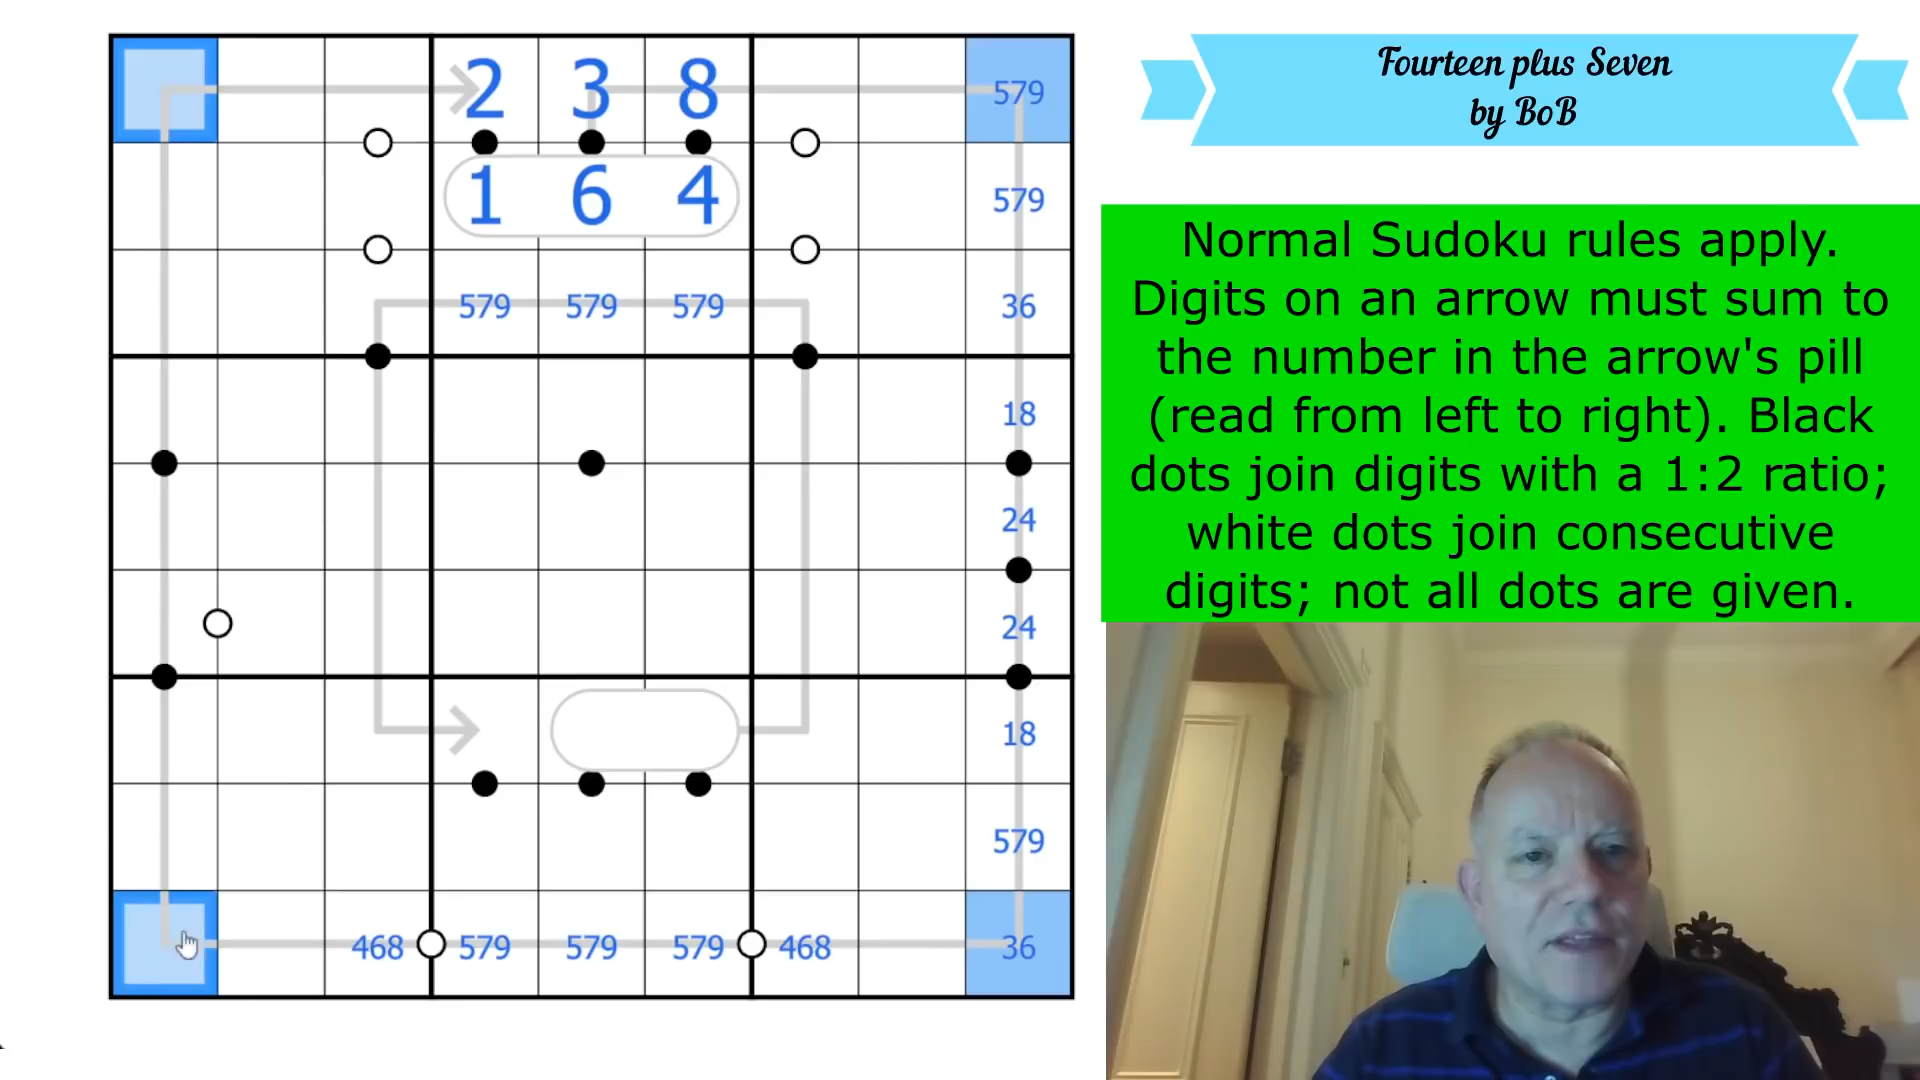 Fourteen plus Seven
by BoB
Normal Sudoku rules apply.
Digits on an arrow must sum to
the number in the arrow's pill
(read from left to right). Black
dots join digits with a 1:2 ratio;
white dots join consecutive
digits; not all dots are given.
2 3 8 579
1 6 4 579
579 579 579 36
18
24
24
18
579
468 579 579 579 468 36